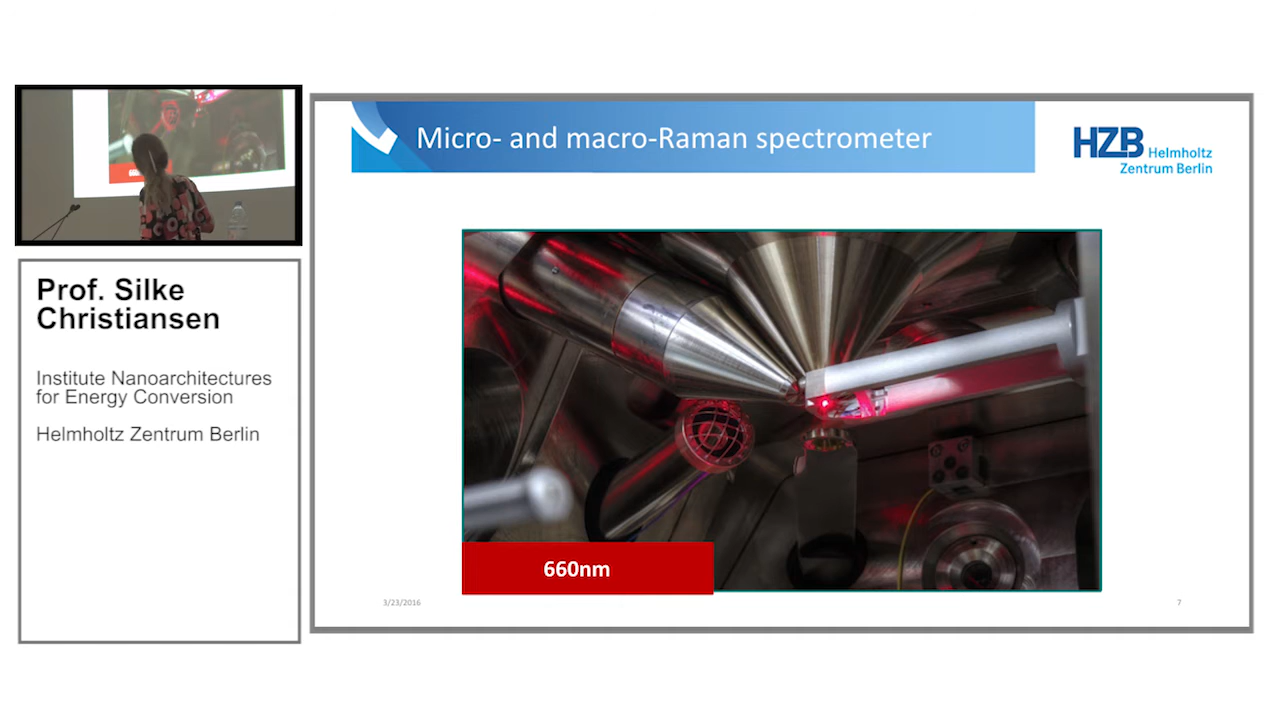 Prof. Silke
Christiansen
Institute Nanoarchitectures
for Energy Conversion
Helmholtz Zentrum Berlin
Micro- and macro-Raman spectrometer
HZB Helmholtz
Zentrum Berlin
660nm
3/23/2016
7